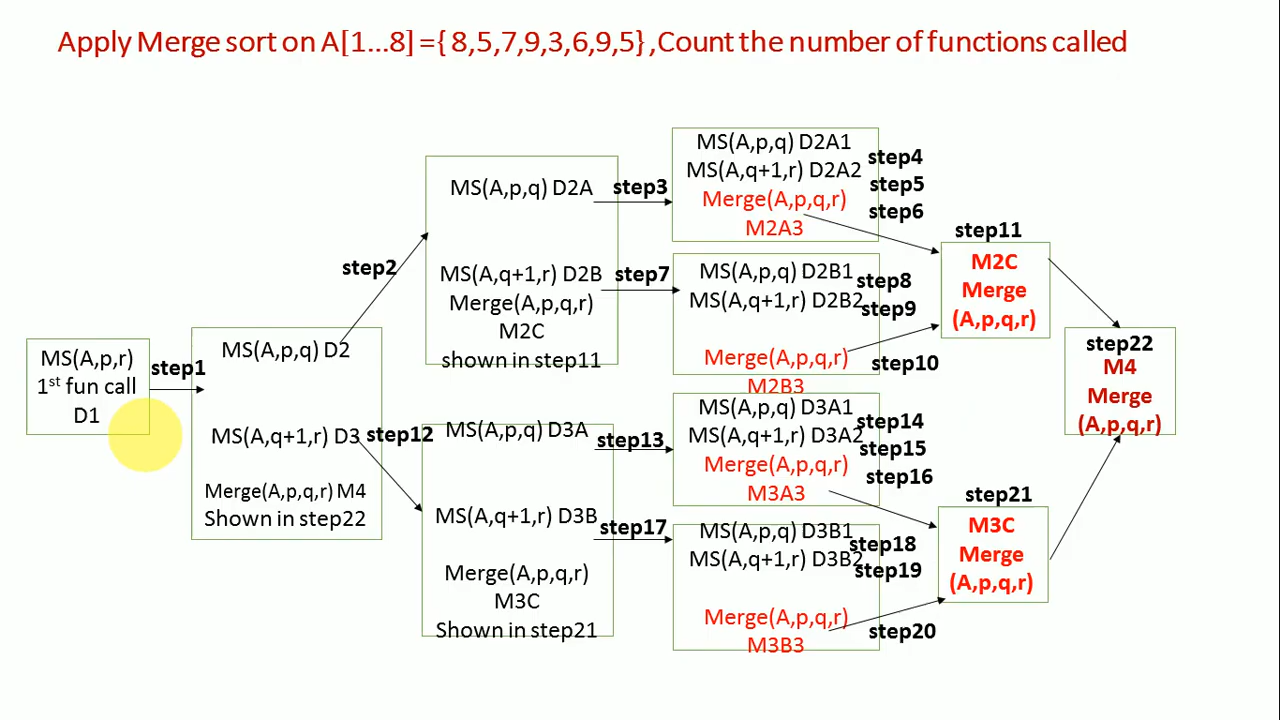 Apply Merge sort on A[1...8] ={ 8,5,7,9,3,6,9,5} ,Count the number of functions called
MS(A,p,r)
1st fun call
D1
step1
MS(A,p,q) D2
MS(A,q+1,r) D3
Merge(A,p,q,r) M4
Shown in step22
step2
step12
MS(A,p,q) D2A
MS(A,q+1,r) D2B
Merge(A,p,q,r)
M2C
shown in step11
step3
step7
MS(A,p,q) D3A
MS(A,q+1,r) D3B
Merge(A,p,q,r)
M3C
Shown in step21
step13
step17
MS(A,p,q) D2A1
MS(A,q+1,r) D2A2
Merge(A,p,q,r)
M2A3
step4
step5
step6
MS(A,p,q) D2B1
MS(A,q+1,r) D2B2
Merge(A,p,q,r)
M2B3
step8
step9
step10
MS(A,p,q) D3A1
MS(A,q+1,r) D3A2
Merge(A,p,q,r)
M3A3
step14
step15
step16
MS(A,p,q) D3B1
MS(A,q+1,r) D3B2
Merge(A,p,q,r)
M3B3
step18
step19
step20
step11
M2C
Merge
(A,p,q,r)
step21
M3C
Merge
(A,p,q,r)
step22
M4
Merge
(A,p,q,r)